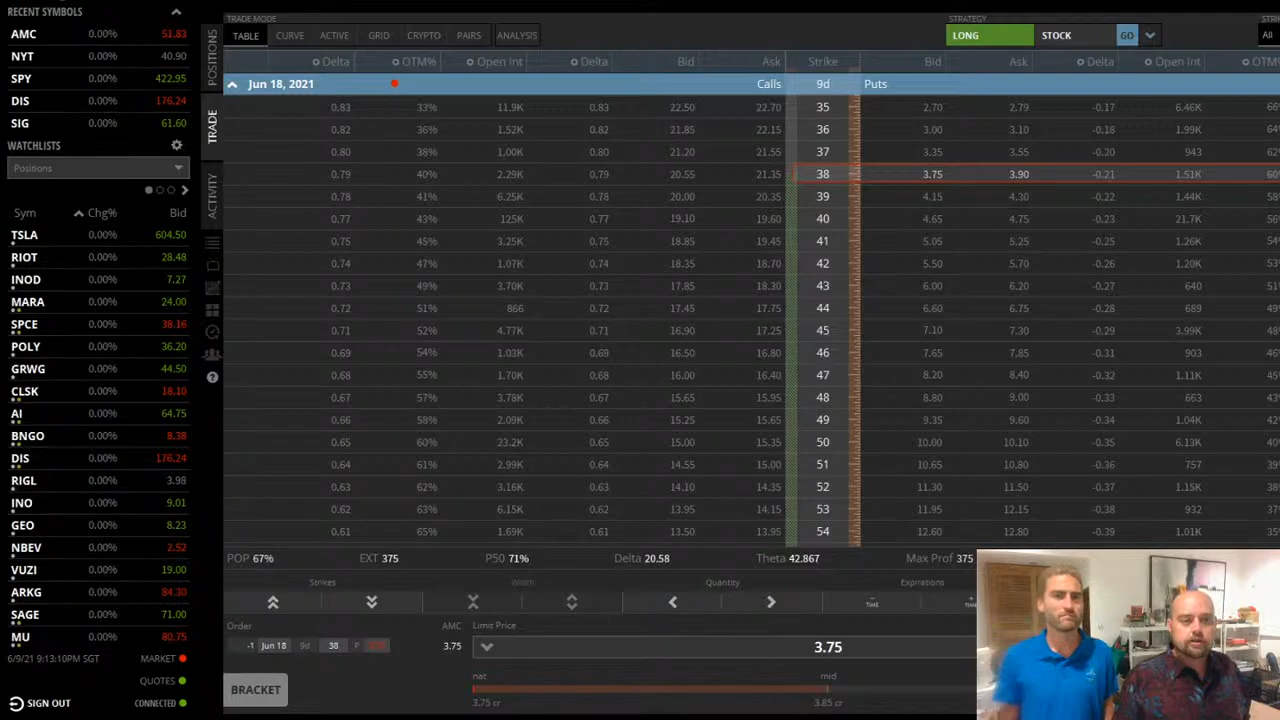 RECENT SYMBOLS
AMC 0.00% 51.83
NYT 0.00% 40.90
SPY 0.00% 422.95
DIS 0.00% 176.24
SIG 0.00% 61.60
WATCHLISTS
Positions
Sym Chg% Bid
TSLA 0.00% 604.50
RIOT 0.00% 28.48
INOD 0.00% 7.27
MARA 0.00% 24.00
SPCE 0.00% 38.16
POLY 0.00% 36.20
GRWG 0.00% 44.50
CLSK 0.00% 18.10
AI 0.00% 64.75
BNGO 0.00% 8.38
DIS 0.00% 176.24
RIGL 0.00% 3.98
INO 0.00% 9.01
GEO 0.00% 8.23
NBEV 0.00% 2.52
VUZI 0.00% 19.00
ARKG 0.00% 84.30
SAGE 0.00% 71.00
MU 0.00% 80.75
6/9/21 9:13:10PM SGT MARKET
QUOTES
SIGN OUT CONNECTED
POSITIONS
TRADE
ACTIVITY
TRADE MODE
TABLE CURVE ACTIVE GRID CRYPTO PAIRS ANALYSIS
STRATEGY
LONG STOCK GO
All
Delta OTM% Open Int Delta Bid Ask Strike Bid Ask Delta Open Int OTM%
Jun 18, 2021 Calls 9d Puts
0.83 33% 11.9K 0.83 22.50 22.70 35 2.70 2.79 -0.17 6.46K
0.82 36% 1.52K 0.82 21.85 22.15 36 3.00 3.10 -0.18 1.99K
0.80 38% 1.00K 0.80 21.20 21.55 37 3.35 3.55 -0.20 943
0.79 40% 2.29K 0.79 20.55 21.35 38 3.75 3.90 -0.21 1.51K
0.78 41% 6.25K 0.78 20.00 20.35 39 4.15 4.30 -0.22 1.44K
0.77 43% 125K 0.77 19.10 19.60 40 4.65 4.75 -0.23 21.7K
0.75 45% 3.25K 0.75 18.85 19.45 41 5.05 5.25 -0.25 1.26K
0.74 48% 1.07K 0.74 18.35 18.70 42 5.50 5.70 -0.26 1.20K
0.73 49% 3.70K 0.73 17.85 18.30 43 6.00 6.20 -0.27 640
0.72 51% 866 0.72 17.45 17.75 44 6.60 6.75 -0.28 689
0.71 52% 4.77K 0.71 16.90 17.25 45 7.10 7.30 -0.29 3.99K
0.69 54% 1.03K 0.69 16.50 16.80 46 7.65 7.85 -0.31 903
0.68 55% 1.70K 0.68 16.00 16.40 47 8.20 8.40 -0.32 1.11K
0.67 57% 3.78K 0.67 15.65 15.95 48 8.80 9.00 -0.33 663
0.66 2.09K 0.66 15.25 15.65 49 9.35 9.60 -0.34 1.04K
0.65 60% 23.2K 0.65 15.00 15.35 50 10.00 10.10 -0.35 6.13K
0.64 61% 2.99K 0.64 14.55 15.00 51 10.65 10.80 -0.36 757
0.63 62% 3.16K 0.63 14.10 14.35 52 11.30 11.50 -0.37 1.15K
0.62 63% 6.15K 0.62 13.95 14.15 53 11.95 12.15 -0.38 932
0.61 65% 1.69K 0.61 13.50 13.95 54 12.60 12.80 -0.39 1.01K
POP 67% EXT 375 P50 71% Delta 20.58 Theta 42.867 Max Prof 375
Strikes Width Quantity Expirations
TIME TIME
Order AMC Limit Price
-1 Jun 18 9d 38 P 3.75 3.75
BRACKET nat mid
3.75 cr 3.85 cr